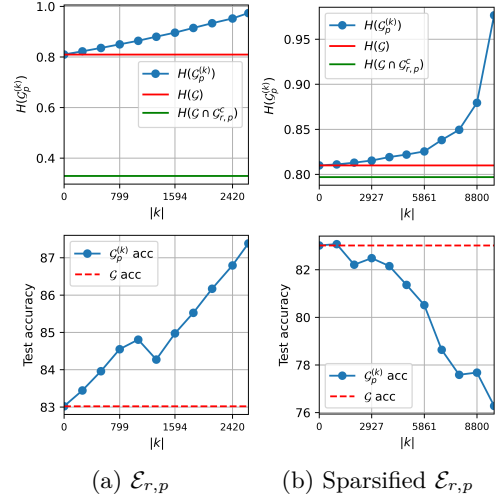 1.0
0.8
0.6
0.4
H(𝒢_p^{(k)})
H(𝒢_p^{(k)})
H(𝒢)
H(𝒢 ∩ 𝒢_{r,p}^c)
0 799 1594 2420
|k|
0.95
0.90
0.85
0.80
H(𝒢_p^{(k)})
H(𝒢_p^{(k)})
H(𝒢)
H(𝒢 ∩ 𝒢_{r,p}^c)
0 2927 5861 8800
|k|
87
86
85
84
83
Test accuracy
𝒢_p^{(k)} acc
𝒢 acc
0 799 1594 2420
|k|
82
80
78
76
Test accuracy
𝒢_p^{(k)} acc
𝒢 acc
0 2927 5861 8800
|k|
(a) ℰ_{r,p}
(b) Sparsified ℰ_{r,p}